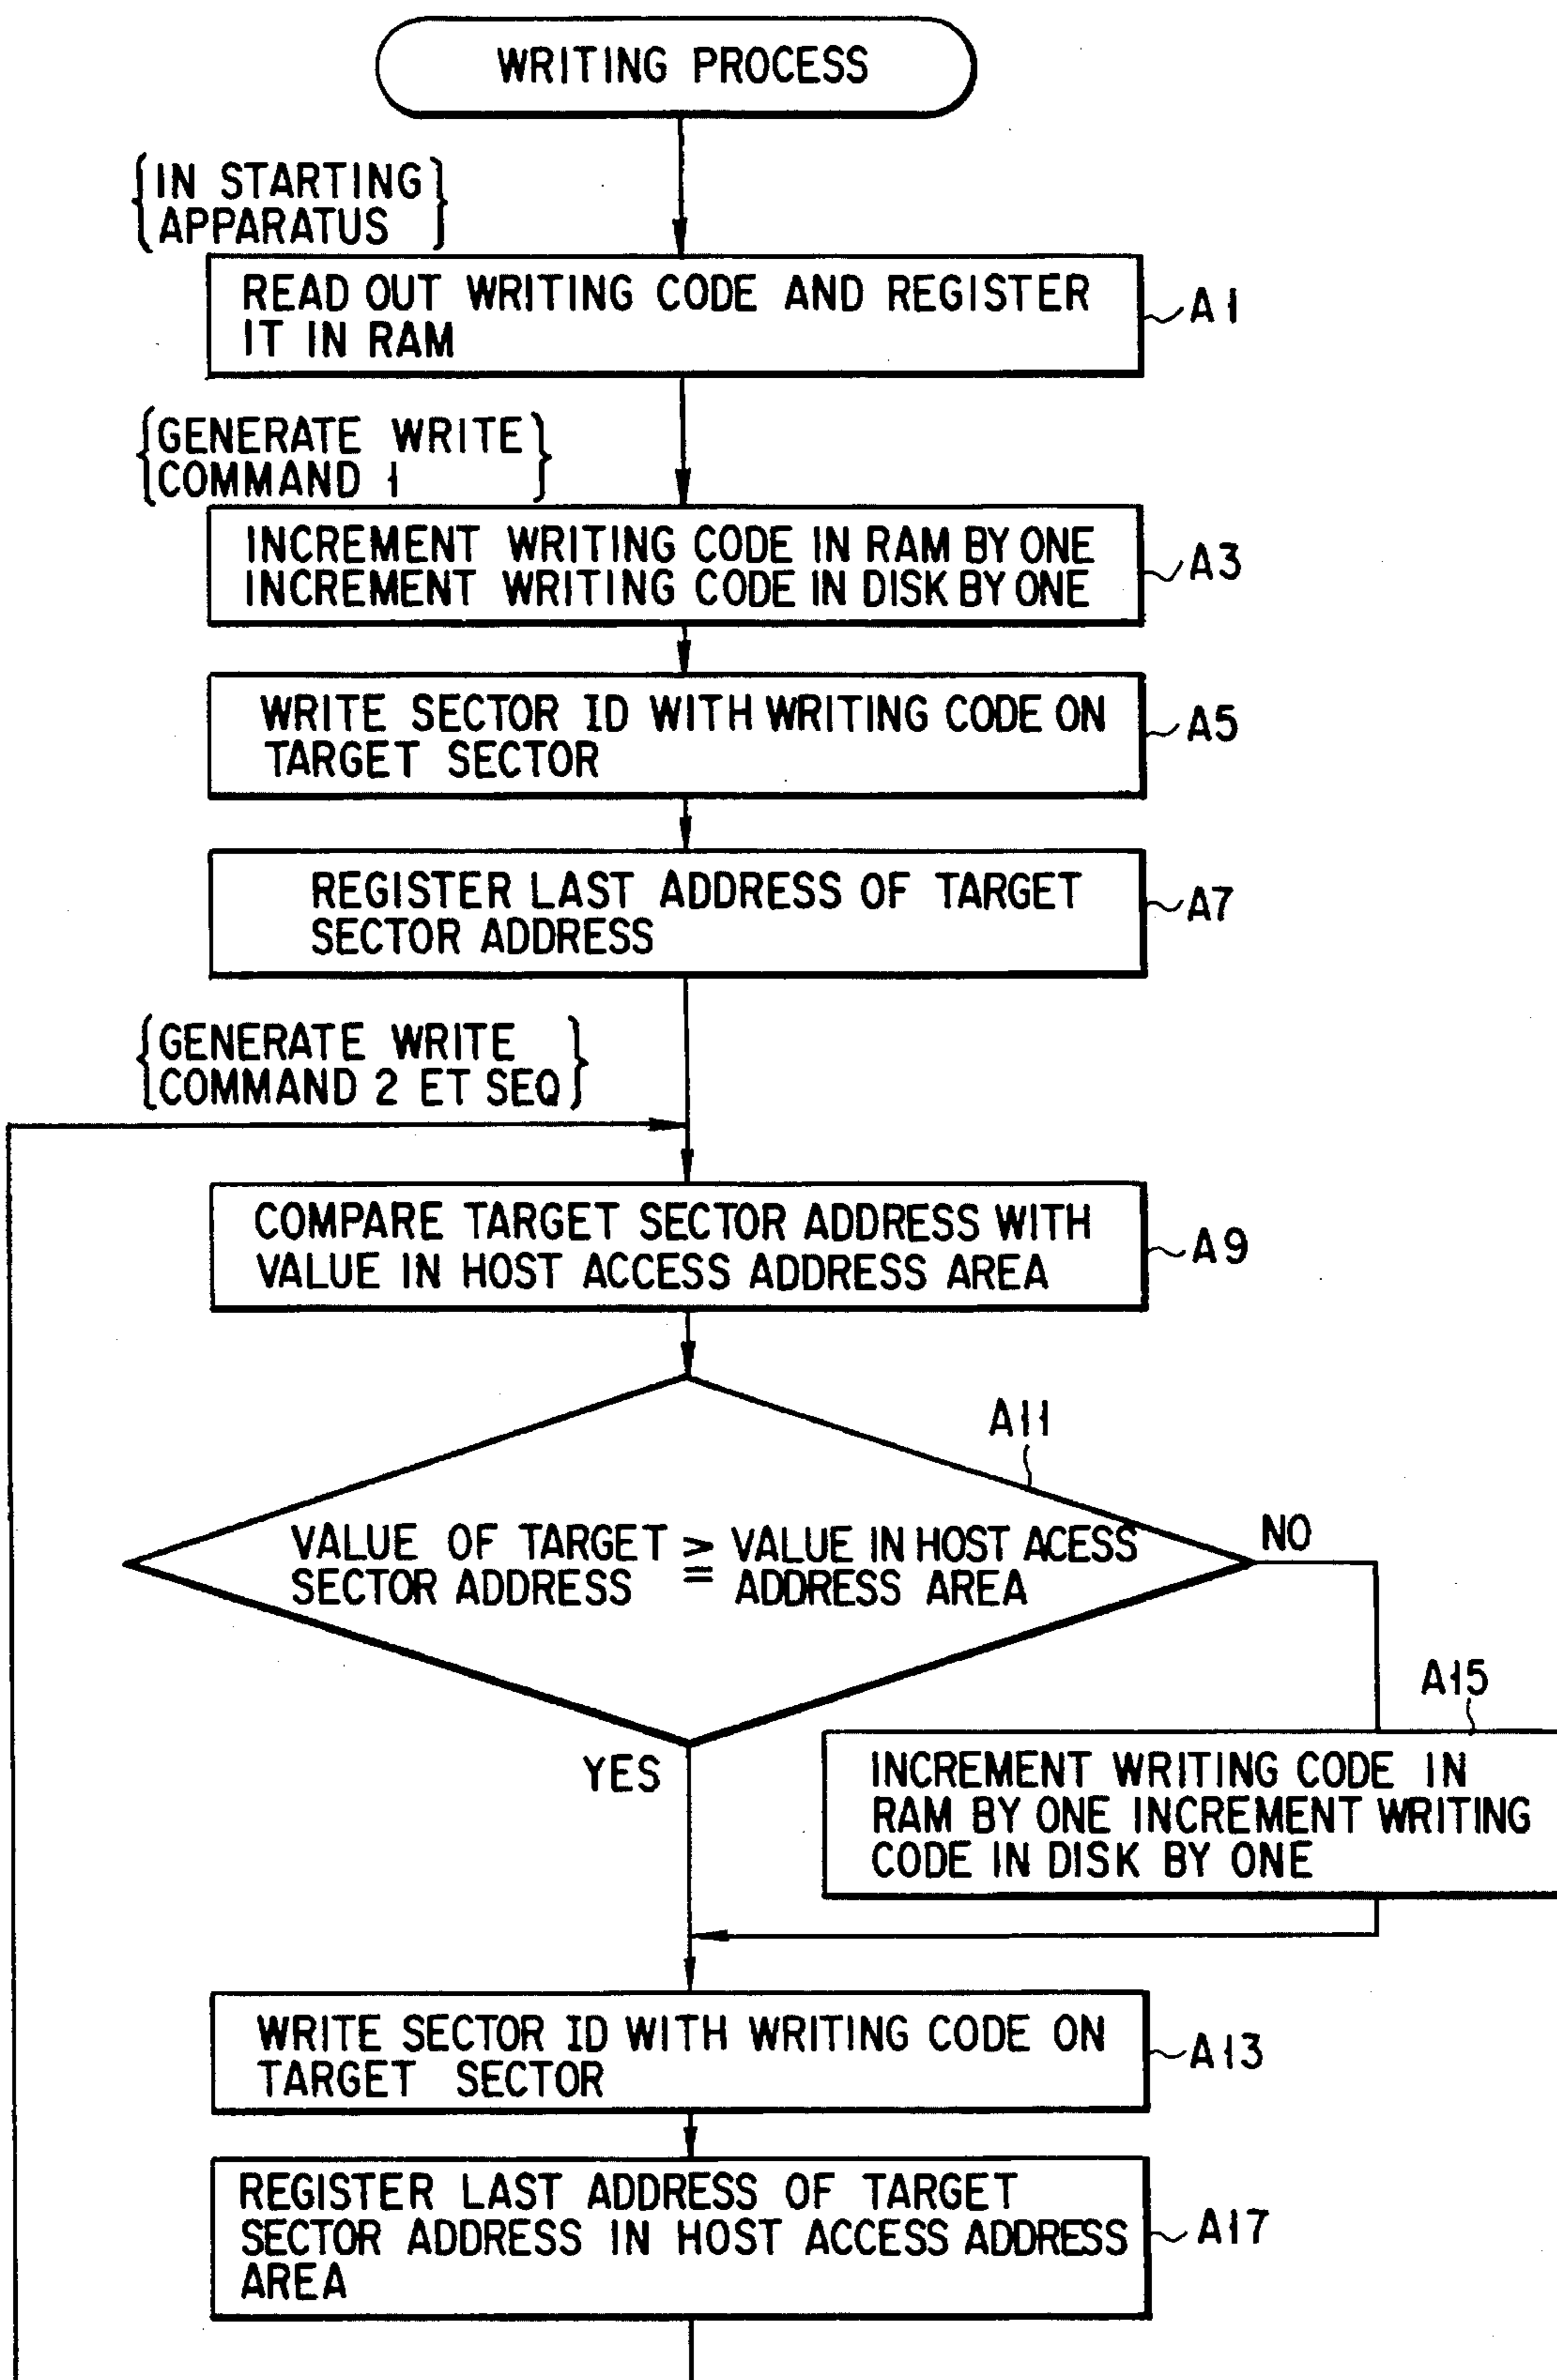 WRITING PROCESS
{IN STARTING
APPARATUS}
READ OUT WRITING CODE AND REGISTER
IT IN RAM
A1
{GENERATE WRITE
COMMAND 1}
INCREMENT WRITING CODE IN RAM BY ONE
INCREMENT WRITING CODE IN DISK BY ONE
A3
WRITE SECTOR ID WITH WRITING CODE ON
TARGET SECTOR
A5
REGISTER LAST ADDRESS OF TARGET
SECTOR ADDRESS
A7
{GENERATE WRITE
COMMAND 2 ET SEQ}
COMPARE TARGET SECTOR ADDRESS WITH
VALUE IN HOST ACCESS ADDRESS AREA
A9
A11
VALUE OF TARGET ≧ VALUE IN HOST ACESS
SECTOR ADDRESS ADDRESS AREA
NO
YES
A15
INCREMENT WRITING CODE IN
RAM BY ONE INCREMENT WRITING
CODE IN DISK BY ONE
WRITE SECTOR ID WITH WRITING CODE ON
TARGET SECTOR
A13
REGISTER LAST ADDRESS OF TARGET
SECTOR ADDRESS IN HOST ACCESS ADDRESS
AREA
A17